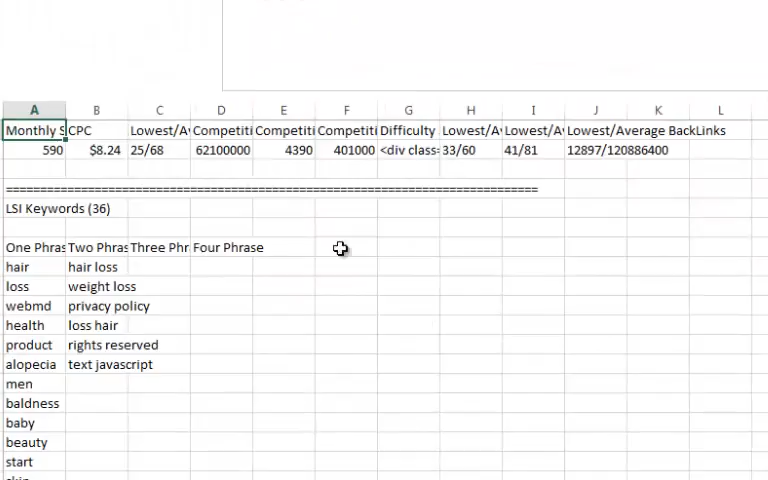 A B C D E F G H I J K L
Monthly S CPC Lowest/Av Competiti Competiti Competiti Difficulty Lowest/Av Lowest/Av Lowest/Average BackLinks
590 $8.24 25/68 62100000 4390 401000 <div class= 33/60 41/81 12897/120886400
==============================================================================
LSI Keywords (36)
One Phras Two Phras Three Phr Four Phrase
hair hair loss
loss weight loss
webmd privacy policy
health loss hair
product rights reserved
alopecia text javascript
men
baldness
baby
beauty
start